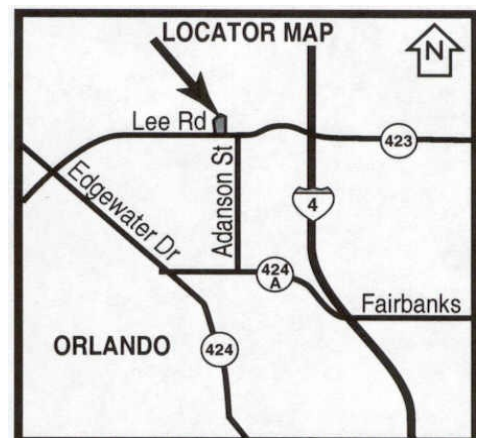 LOCATOR MAP
N
Lee Rd
423
Adanson St
Edgewater Dr
4
424
A
Fairbanks
ORLANDO
424